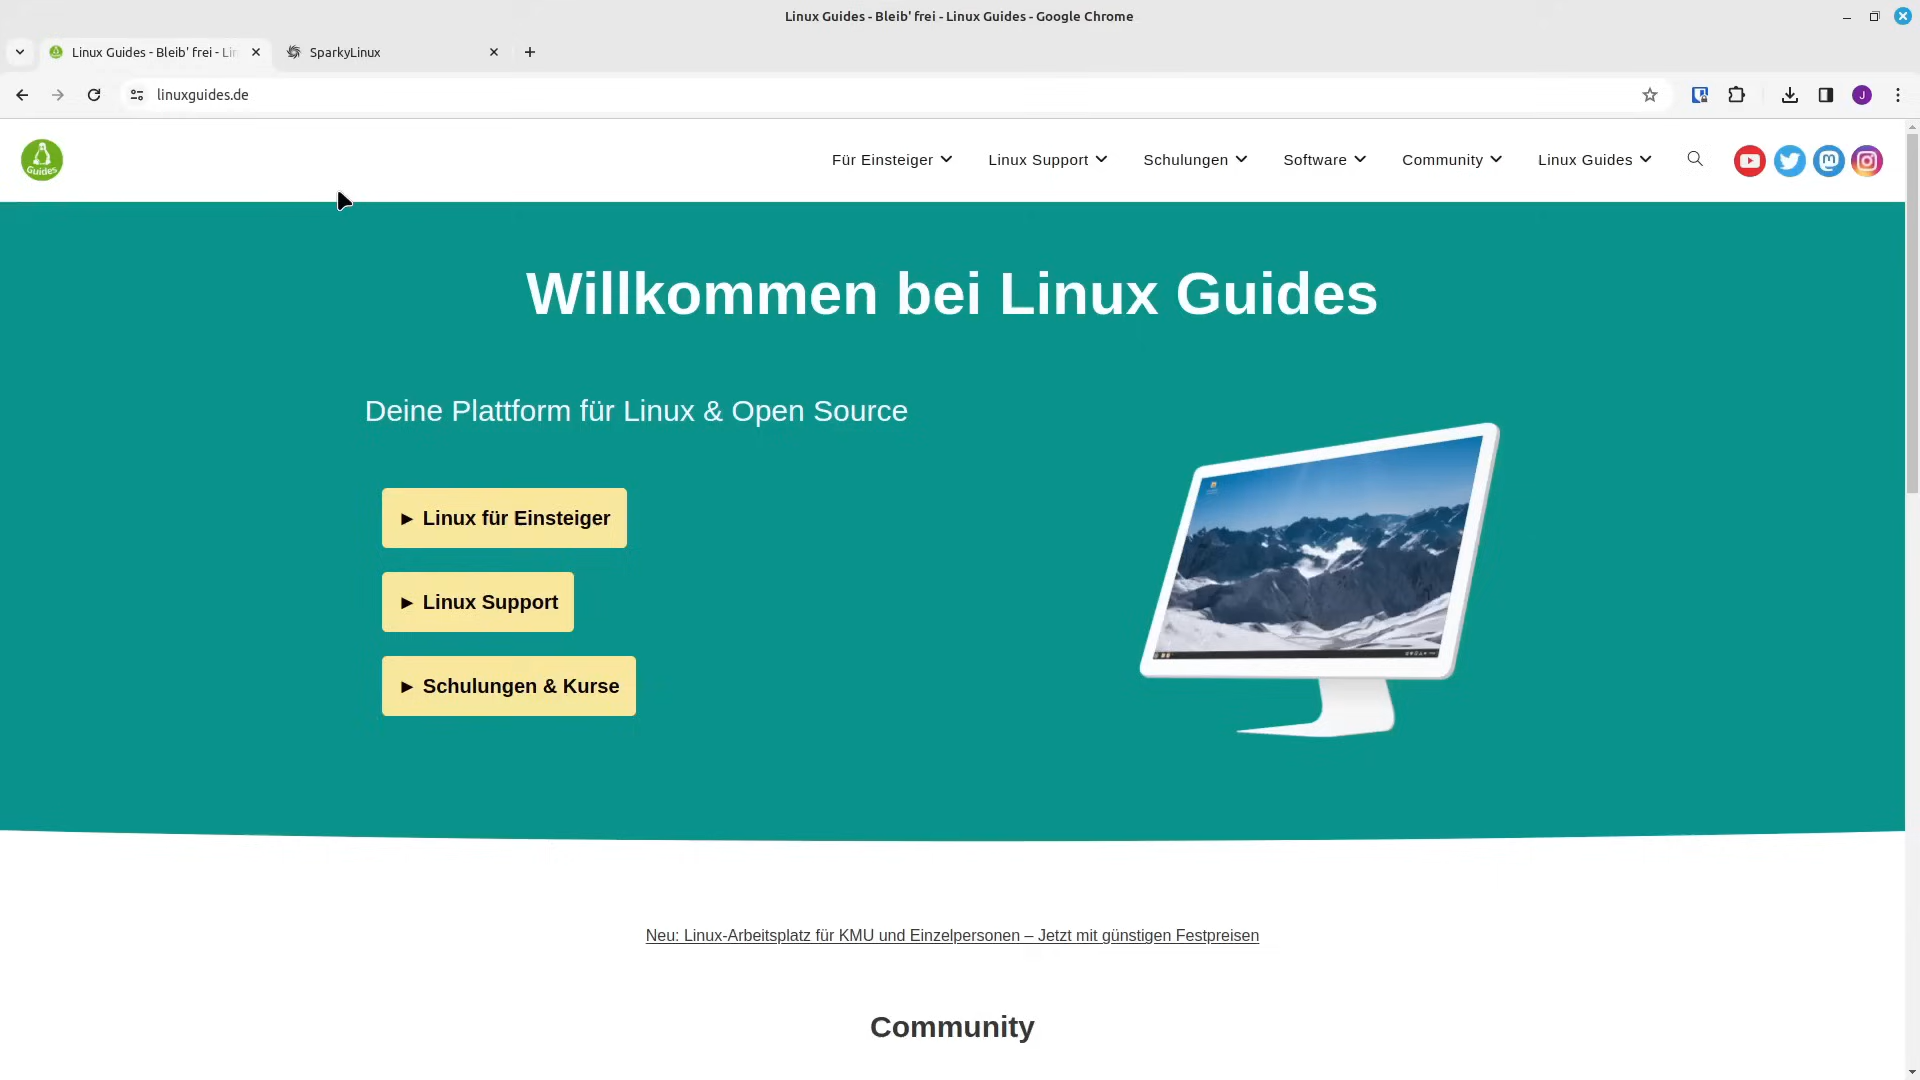 Linux Guides - Bleib' frei - Linux Guides - Google Chrome
Linux Guides - Bleib' frei - Li
SparkyLinux
linuxguides.de
J
Guides
Für Einsteiger
Linux Support
Schulungen
Software
Community
Linux Guides
Willkommen bei Linux Guides
Deine Plattform für Linux & Open Source
► Linux für Einsteiger
► Linux Support
► Schulungen & Kurse
Neu: Linux-Arbeitsplatz für KMU und Einzelpersonen – Jetzt mit günstigen Festpreisen
Community